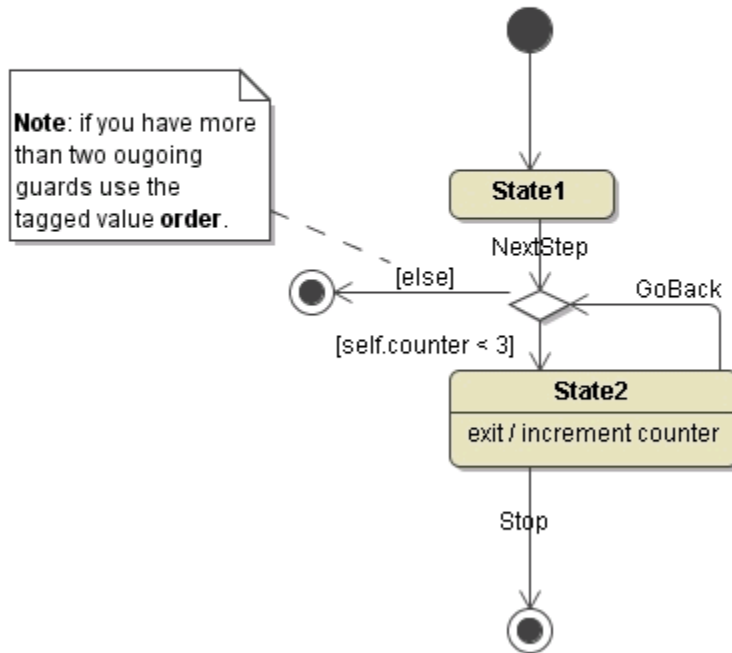 Note: if you have more
than two ougoing
guards use the
tagged value order.
State1
NextStep
[else]
GoBack
[self.counter < 3]
State2
exit / increment counter
Stop